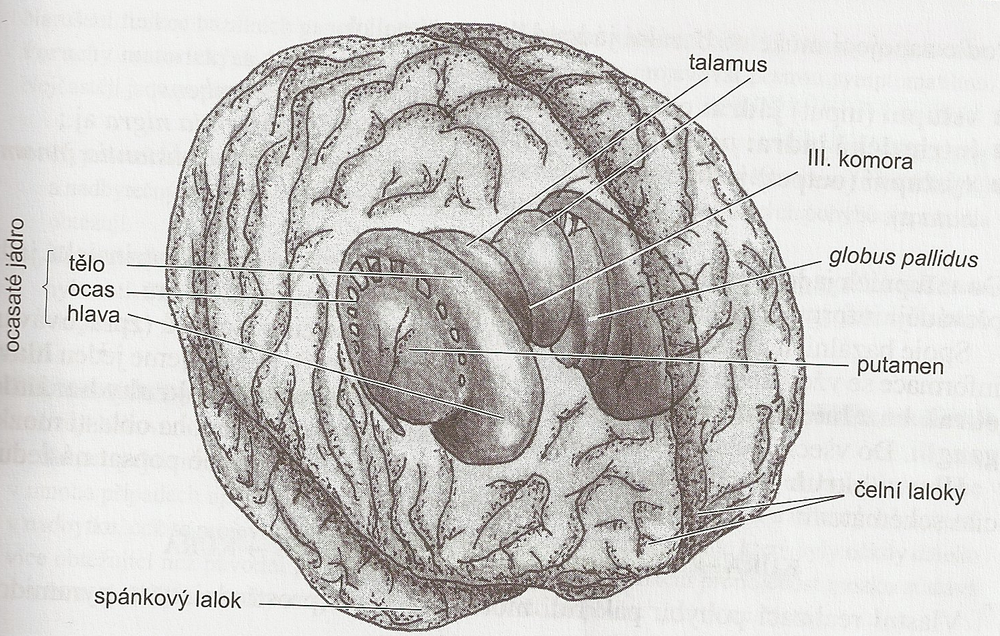 talamus
III. komora
globus pallidus
ocasaté jádro
tělo
ocas
hlava
putamen
čelní laloky
spánkový lalok